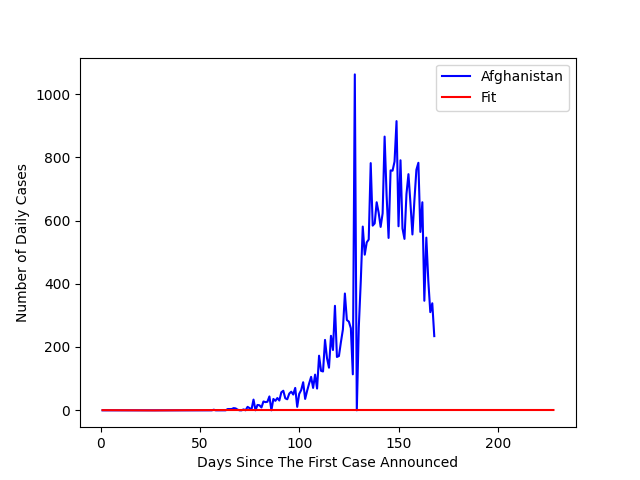 Afghanistan
Fit
1000
800
600
400
200
0
Number of Daily Cases
0 50 100 150 200
Days Since The First Case Announced